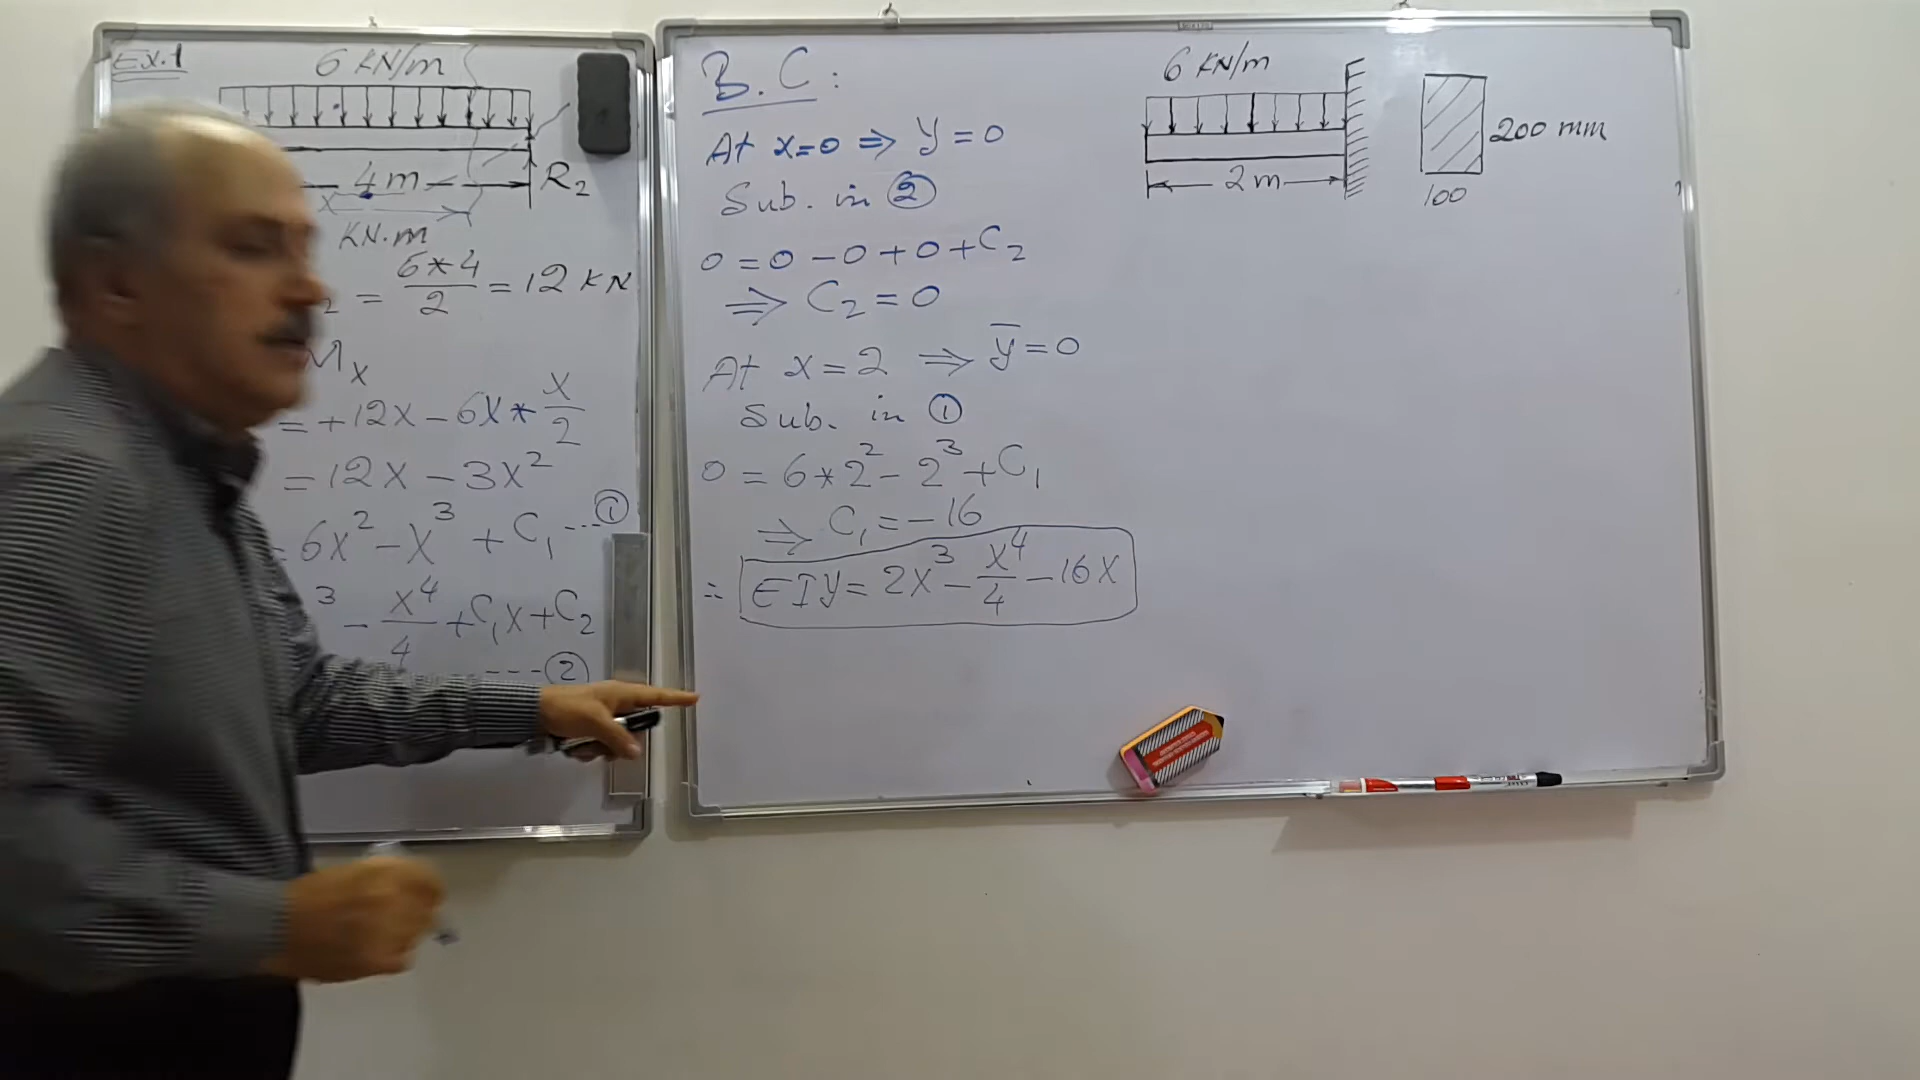 Ex.1
6 KN/m
4m
R2
x
KN.m
2 = 6*4/2 = 12 KN
Mx
= +12x - 6x * x/2
= 12x - 3x²
= 6x² - x³ + C1 ---①
³ - x⁴/4 + C1x + C2
---②
B.C:
At x=0 ⇒ y=0
Sub. in ②
0 = 0 - 0 + 0 + C2
⇒ C2 = 0
At x = 2 ⇒ y̅ = 0
Sub. in ①
0 = 6*2² - 2³ + C1
⇒ C1 = -16
∴ EIY = 2x³ - x⁴/4 - 16x
6 KN/m
2m
200 mm
100